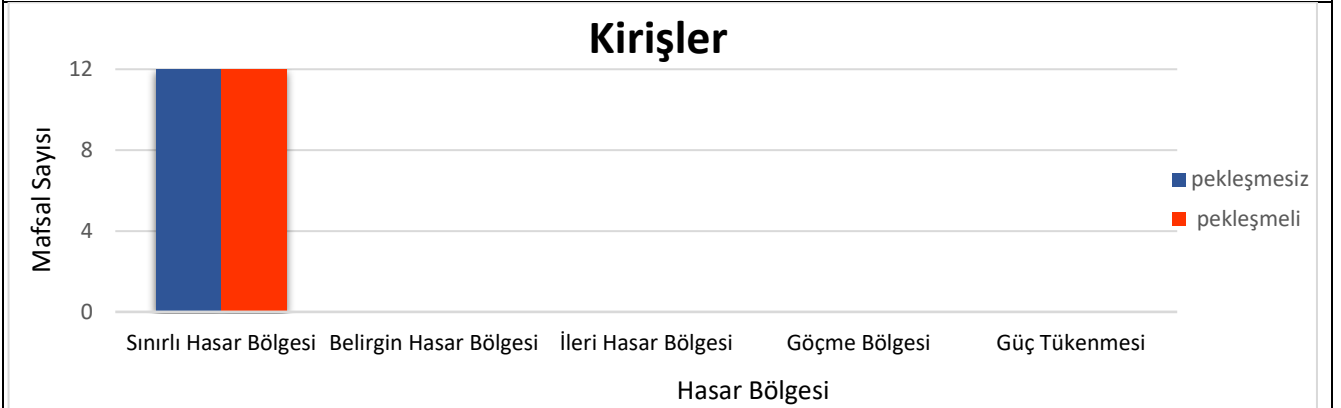 Kirişler
12
8
4
0
Mafsal Sayısı
Sınırlı Hasar Bölgesi Belirgin Hasar Bölgesi İleri Hasar Bölgesi Göçme Bölgesi Güç Tükenmesi
Hasar Bölgesi
pekleşmesiz
pekleşmeli